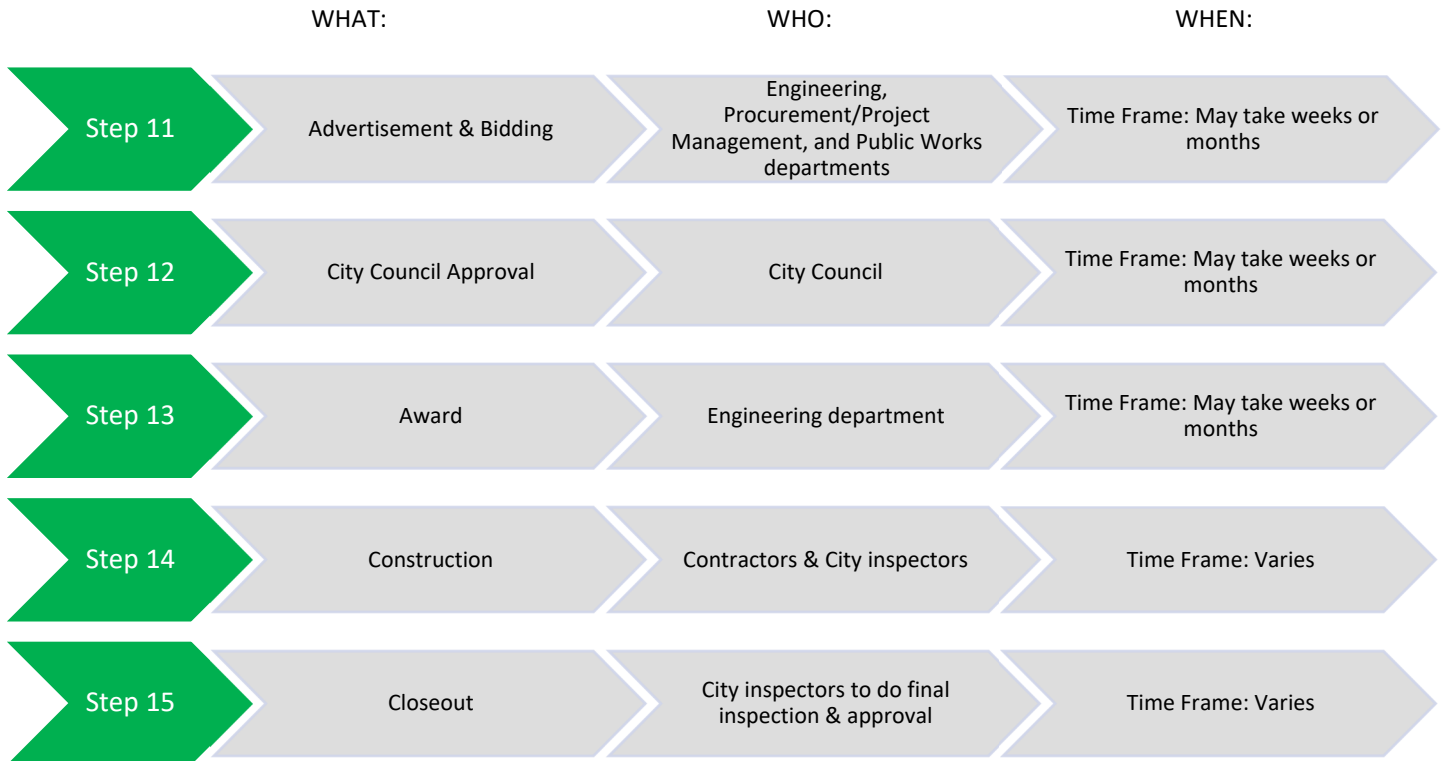 WHAT:
WHO:
WHEN:
Step 11
Advertisement & Bidding
Engineering,
Procurement/Project
Management, and Public Works
departments
Time Frame: May take weeks or
months
Step 12
City Council Approval
City Council
Time Frame: May take weeks or
months
Step 13
Award
Engineering department
Time Frame: May take weeks or
months
Step 14
Construction
Contractors & City inspectors
Time Frame: Varies
Step 15
Closeout
City inspectors to do final
inspection & approval
Time Frame: Varies